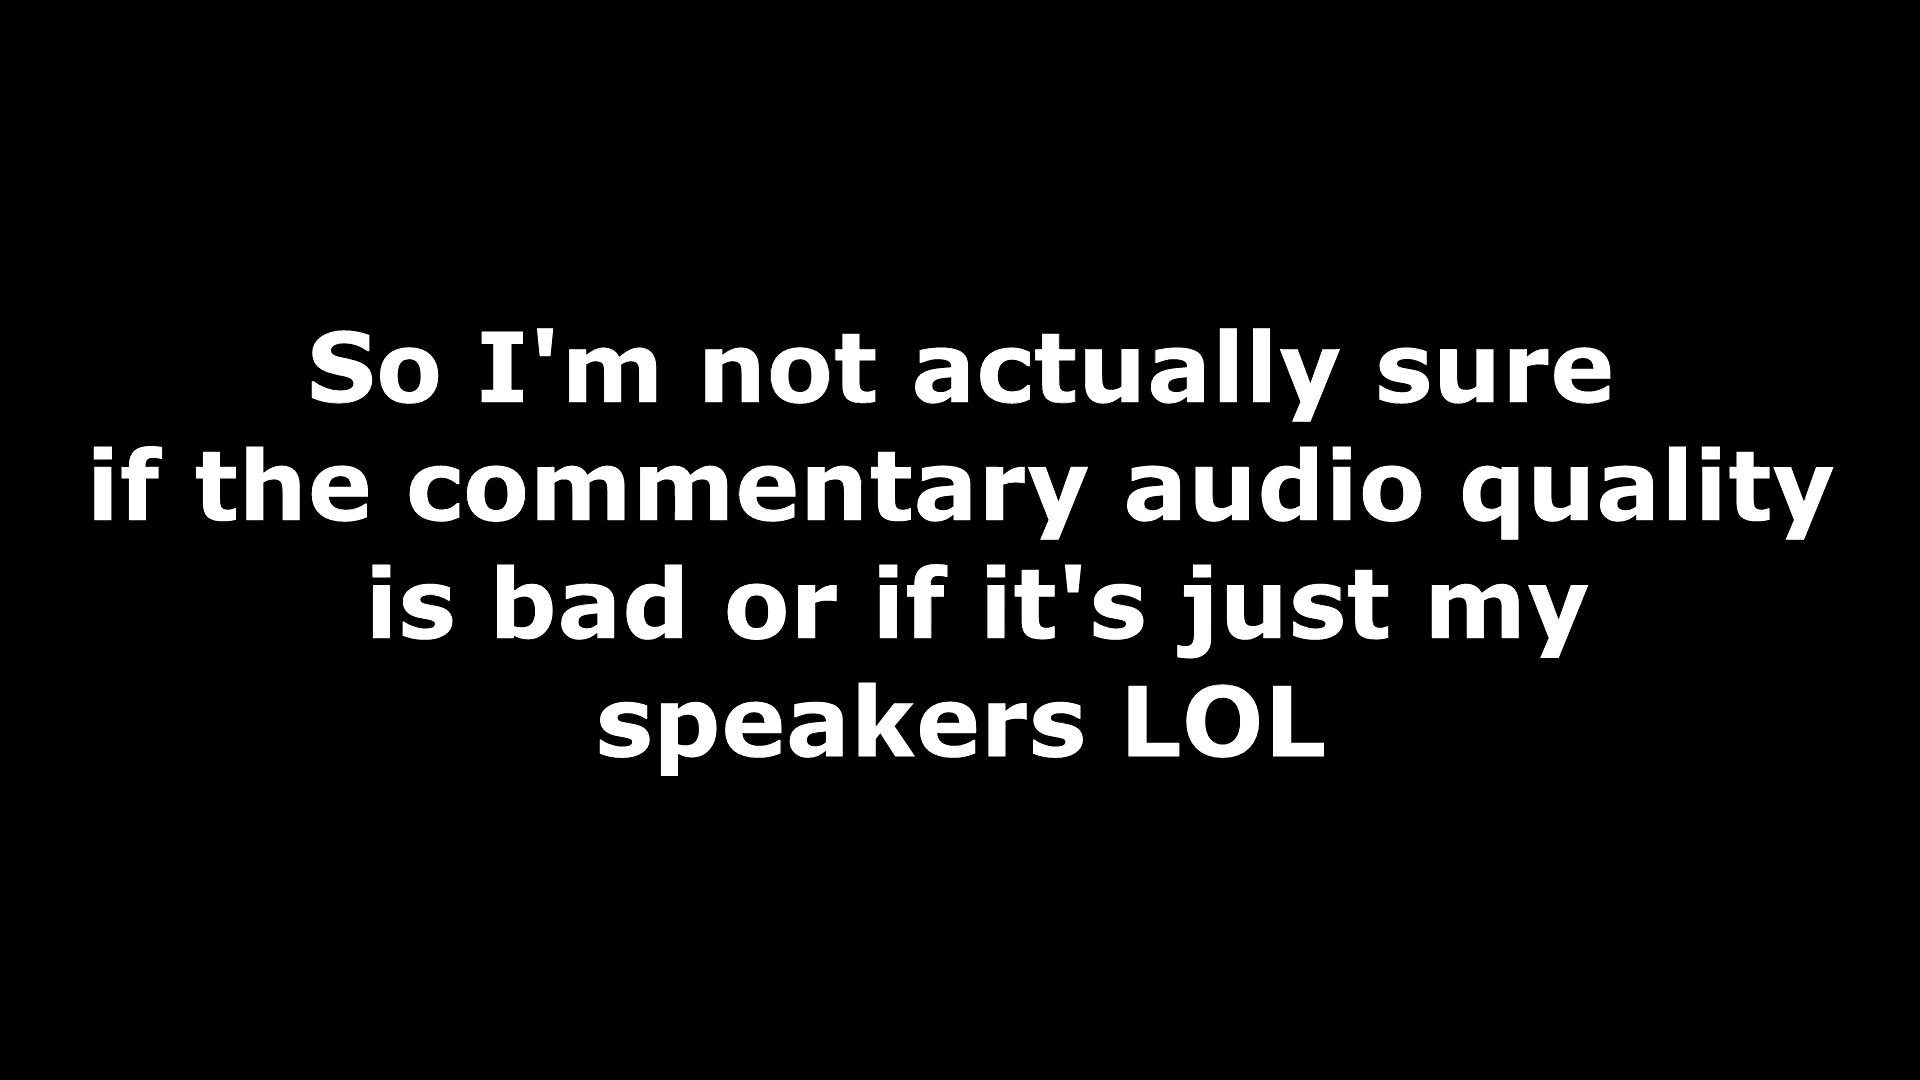 So I'm not actually sure
if the commentary audio quality
is bad or if it's just my
speakers LOL